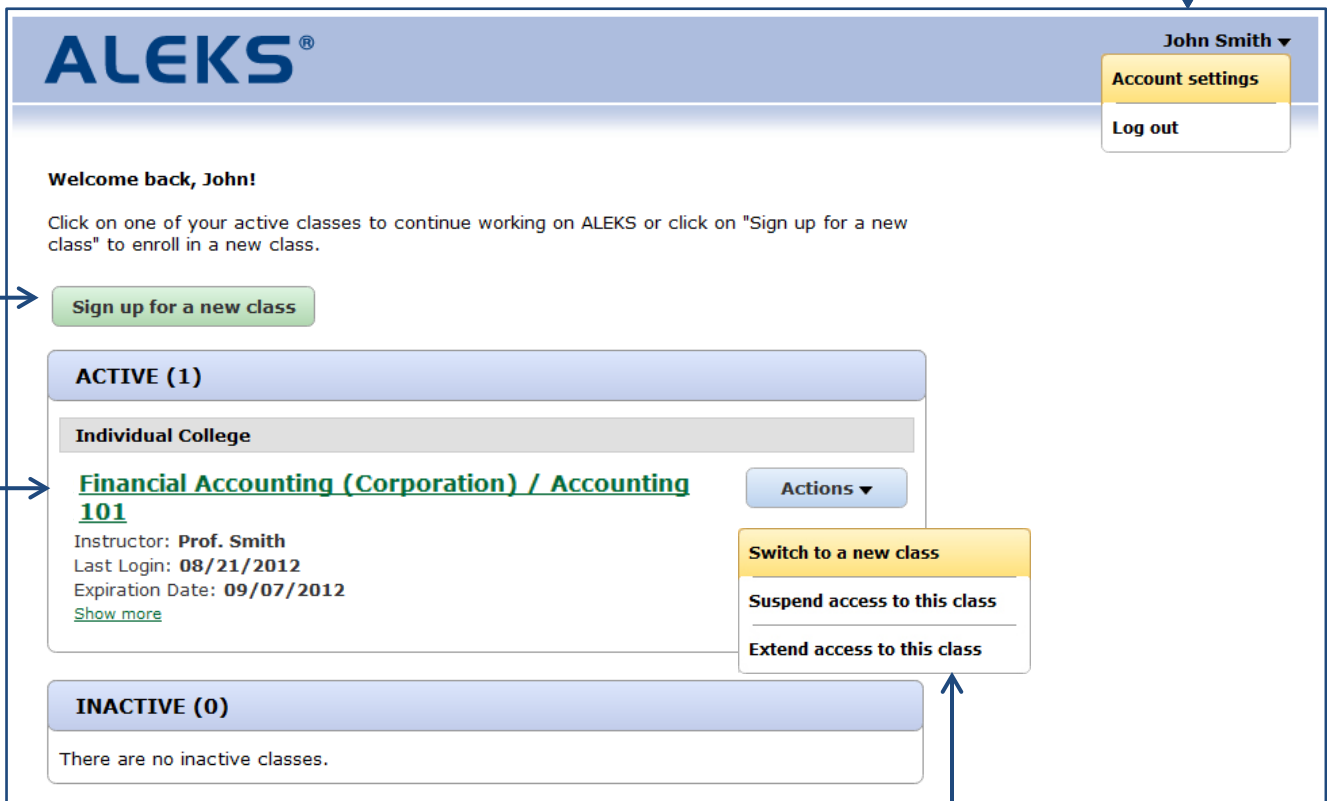 ALEKS®
John Smith ▾
Account settings
Log out
Welcome back, John!
Click on one of your active classes to continue working on ALEKS or click on "Sign up for a new
class" to enroll in a new class.
Sign up for a new class
ACTIVE (1)
Individual College
Financial Accounting (Corporation) / Accounting
101
Actions ▾
Instructor: Prof. Smith
Last Login: 08/21/2012
Expiration Date: 09/07/2012
Show more
Switch to a new class
Suspend access to this class
Extend access to this class
INACTIVE (0)
There are no inactive classes.